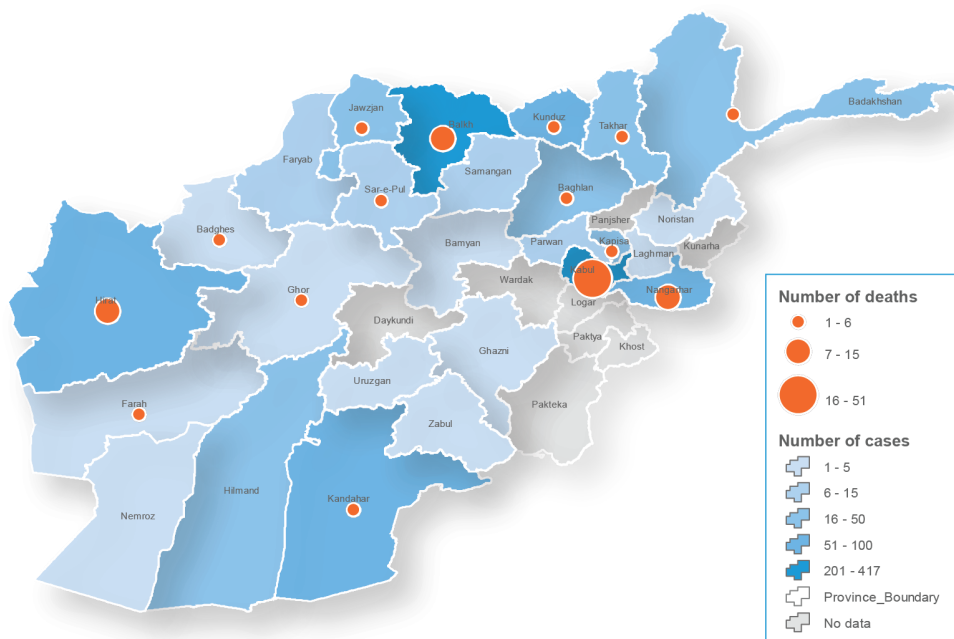 Badakhshan
Jawzjan
Balkh
Kunduz
Takhar
Faryab
Samangan
Sar-e-Pul
Baghlan
Badghes
Panjsher
Noristan
Bamyan
Parwan
Kapisa
Kunarha
Laghman
Kabul
Wardak
Hirat
Ghor
Nangarhar
Logar
Daykundi
Paktya
Khost
Ghazni
Uruzgan
Farah
Pakteka
Zabul
Hilmand
Kandahar
Nemroz
Number of deaths
1 - 6
7 - 15
16 - 51
Number of cases
1 - 5
6 - 15
16 - 50
51 - 100
201 - 417
Province_Boundary
No data